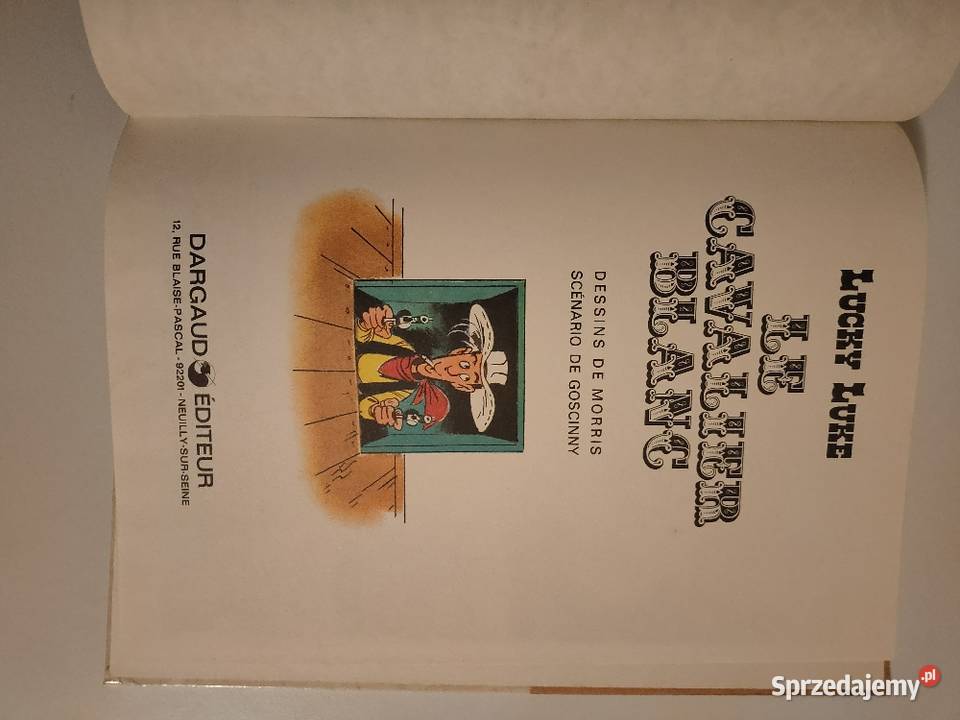 LUCKY LUKE
LE
CAVALIER
BLANC
DESSINS DE MORRIS
SCÉNARIO DE GOSCINNY
DARGAUD ÉDITEUR
12, RUE BLAISE-PASCAL - 92201 - NEUILLY-SUR-SEINE
Sprzedajemy.pl